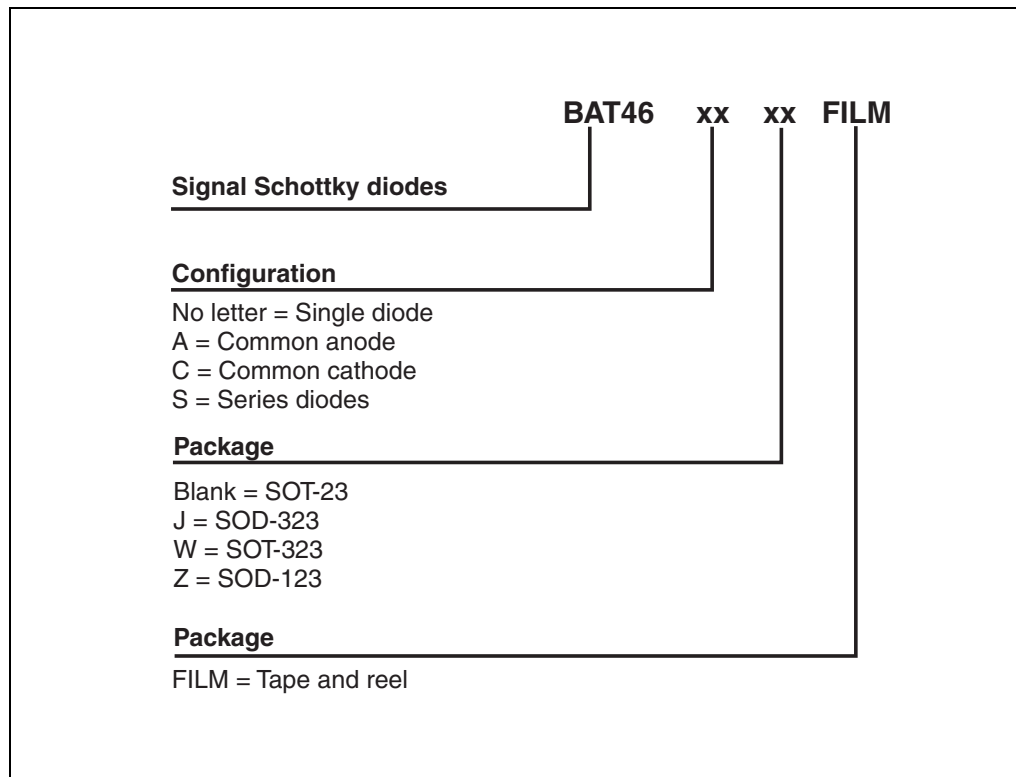 BAT46 xx xx FILM
Signal Schottky diodes
Configuration
No letter = Single diode
A = Common anode
C = Common cathode
S = Series diodes
Package
Blank = SOT-23
J = SOD-323
W = SOT-323
Z = SOD-123
Package
FILM = Tape and reel